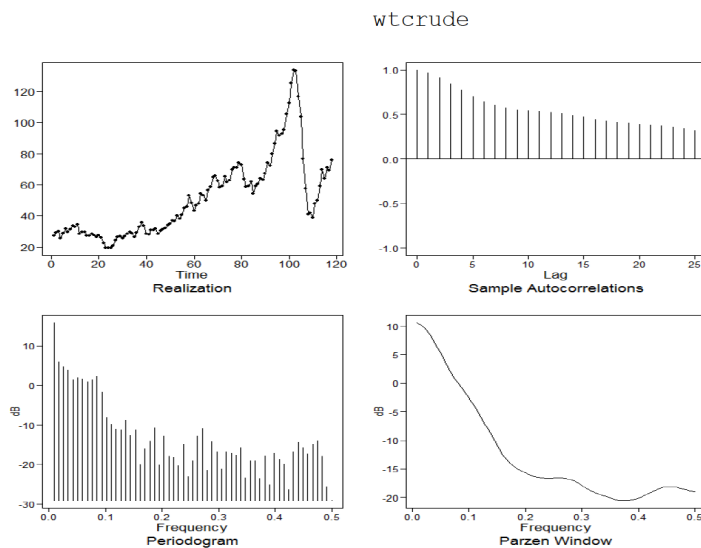 wtcrude
120
100
80
60
40
20
0 20 40 60 80 100 120
Time
Realization
1.0
0.5
0.0
-0.5
-1.0
0 5 10 15 20 25
Lag
Sample Autocorrelations
10
0
-10
-20
-30
dB
0.0 0.1 0.2 0.3 0.4 0.5
Frequency
Periodogram
10
5
0
-5
-10
-15
-20
dB
0.0 0.1 0.2 0.3 0.4 0.5
Frequency
Parzen Window